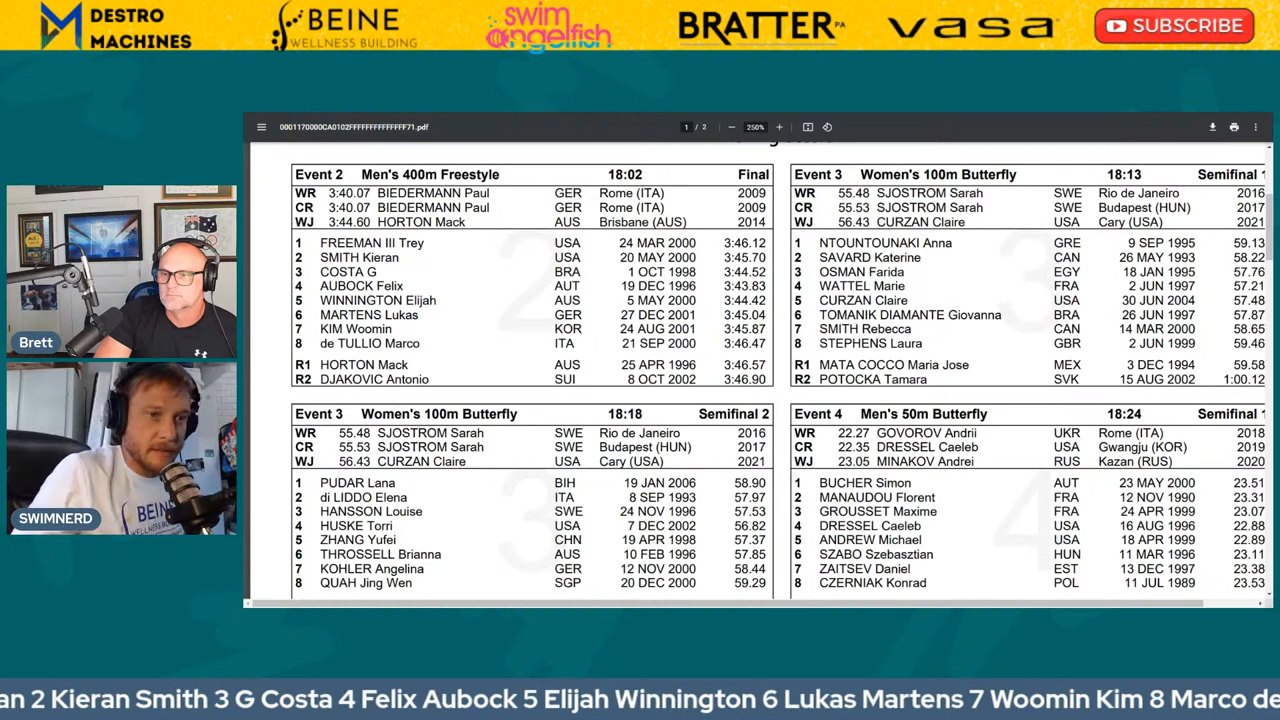 DESTRO
MACHINES
BEINE
WELLNESS BUILDING
swim
angelfish
BRATTER PA
vasa
SUBSCRIBE
0001170000CA0102FFFFFFFFFFFFFF71.pdf
1 / 2
250%
Event 2 Men's 400m Freestyle 18:02 Final
WR 3:40.07 BIEDERMANN Paul GER Rome (ITA) 2009
CR 3:40.07 BIEDERMANN Paul GER Rome (ITA) 2009
WJ 3:44.60 HORTON Mack AUS Brisbane (AUS) 2014
1 FREEMAN III Trey USA 24 MAR 2000 3:46.12
2 SMITH Kieran USA 20 MAY 2000 3:45.70
3 COSTA G BRA 1 OCT 1998 3:44.52
4 AUBOCK Felix AUT 19 DEC 1996 3:43.83
5 WINNINGTON Elijah AUS 5 MAY 2000 3:44.42
6 MARTENS Lukas GER 27 DEC 2001 3:45.04
7 KIM Woomin KOR 24 AUG 2001 3:45.87
8 de TULLIO Marco ITA 21 SEP 2000 3:46.47
R1 HORTON Mack AUS 25 APR 1996 3:46.57
R2 DJAKOVIC Antonio SUI 8 OCT 2002 3:46.90
Event 3 Women's 100m Butterfly 18:13 Semifinal 1
WR 55.48 SJOSTROM Sarah SWE Rio de Janeiro 2016
CR 55.53 SJOSTROM Sarah SWE Budapest (HUN) 2017
WJ 56.43 CURZAN Claire USA Cary (USA) 2021
1 NTOUNTOUNAKI Anna GRE 9 SEP 1995 59.13
2 SAVARD Katerine CAN 26 MAY 1993 58.22
3 OSMAN Farida EGY 18 JAN 1995 57.76
4 WATTEL Marie FRA 2 JUN 1997 57.21
5 CURZAN Claire USA 30 JUN 2004 57.48
6 TOMANIK DIAMANTE Giovanna BRA 26 JUN 1997 57.87
7 SMITH Rebecca CAN 14 MAR 2000 58.65
8 STEPHENS Laura GBR 2 JUN 1999 59.46
R1 MATA COCCO Maria Jose MEX 3 DEC 1994 59.58
R2 POTOCKA Tamara SVK 15 AUG 2002 1:00.12
Event 3 Women's 100m Butterfly 18:18 Semifinal 2
WR 55.48 SJOSTROM Sarah SWE Rio de Janeiro 2016
CR 55.53 SJOSTROM Sarah SWE Budapest (HUN) 2017
WJ 56.43 CURZAN Claire USA Cary (USA) 2021
1 PUDAR Lana BIH 19 JAN 2006 58.90
2 di LIDDO Elena ITA 8 SEP 1993 57.97
3 HANSSON Louise SWE 24 NOV 1996 57.53
4 HUSKE Torri USA 7 DEC 2002 56.82
5 ZHANG Yufei CHN 19 APR 1998 57.37
6 THROSSELL Brianna AUS 10 FEB 1996 57.85
7 KOHLER Angelina GER 12 NOV 2000 58.44
8 QUAH Jing Wen SGP 20 DEC 2000 59.29
Event 4 Men's 50m Butterfly 18:24 Semifinal 1
WR 22.27 GOVOROV Andrii UKR Rome (ITA) 2018
CR 22.35 DRESSEL Caeleb USA Gwangju (KOR) 2019
WJ 23.05 MINAKOV Andrei RUS Kazan (RUS) 2020
1 BUCHER Simon AUT 23 MAY 2000 23.51
2 MANAUDOU Florent FRA 12 NOV 1990 23.31
3 GROUSSET Maxime FRA 24 APR 1999 23.07
4 DRESSEL Caeleb USA 16 AUG 1996 22.88
5 ANDREW Michael USA 18 APR 1999 22.89
6 SZABO Szebasztian HUN 11 MAR 1996 23.11
7 ZAITSEV Daniel EST 13 DEC 1997 23.38
8 CZERNIAK Konrad POL 11 JUL 1989 23.53
Brett
BEINE
SWIMNERD
an 2 Kieran Smith 3 G Costa 4 Felix Aubock 5 Elijah Winnington 6 Lukas Martens 7 Woomin Kim 8 Marco de